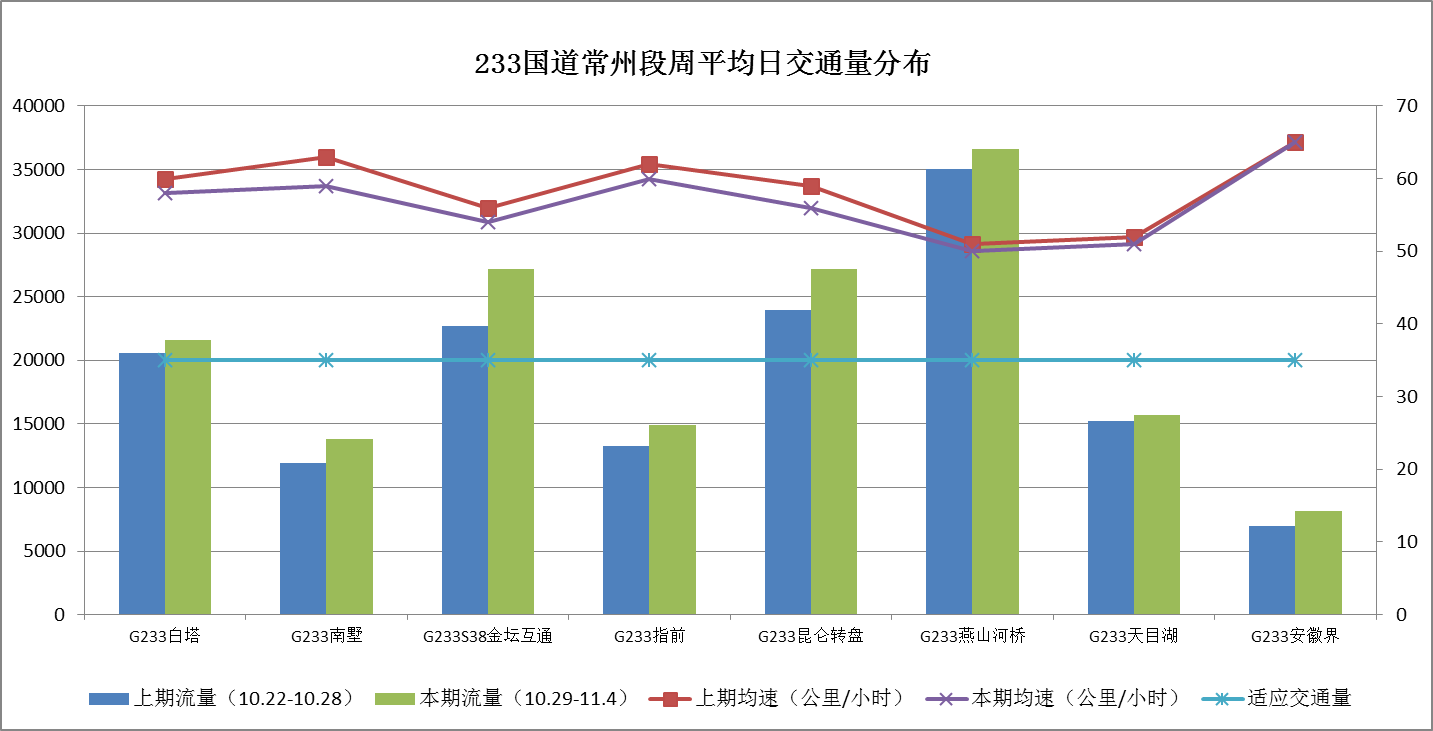 233国道常州段周平均日交通量分布
40000
35000
30000
25000
20000
15000
10000
5000
0
70
60
50
40
30
20
10
0
G233白塔
G233南墅
G233S38金坛互通
G233指前
G233昆仑转盘
G233燕山河桥
G233天目湖
G233安徽界
上期流量（10.22-10.28）
本期流量（10.29-11.4）
上期均速（公里/小时）
本期均速（公里/小时）
适应交通量